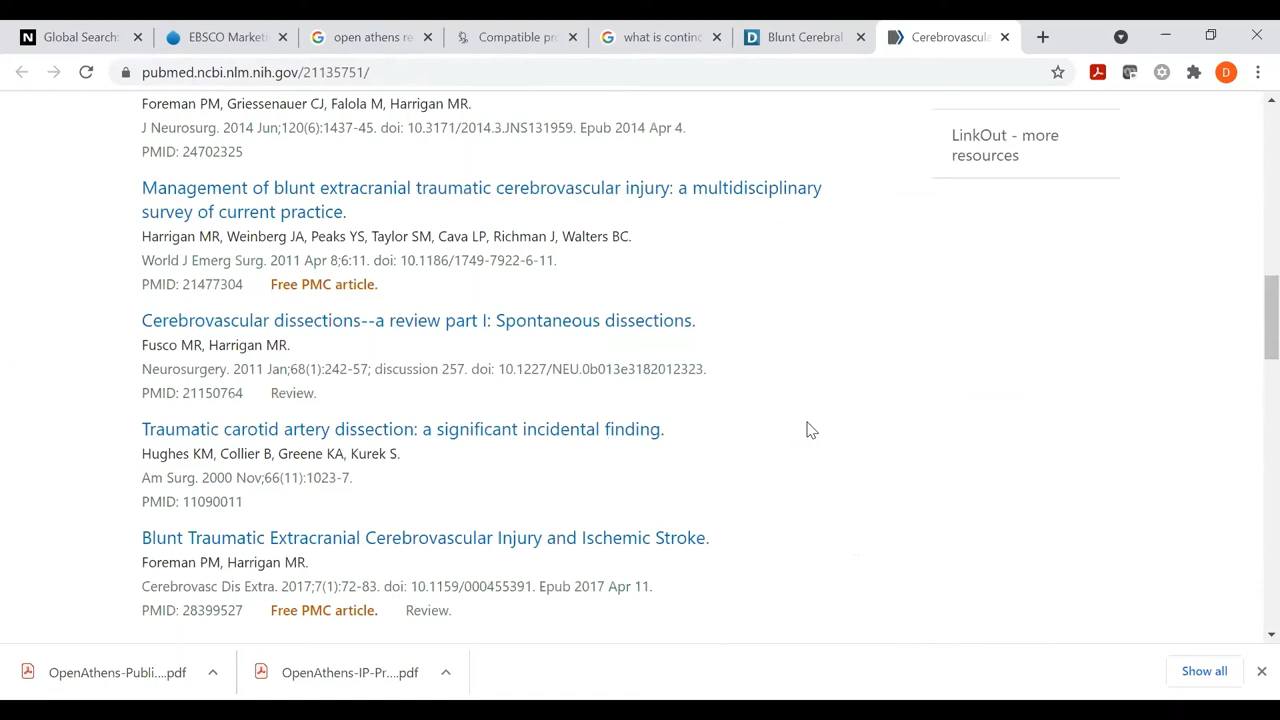 Global Search:
EBSCO Marketi
open athens re
Compatible pro
what is contino
Blunt Cerebral
Cerebrovascula
pubmed.ncbi.nlm.nih.gov/21135751/
D
Foreman PM, Griessenauer CJ, Falola M, Harrigan MR.
J Neurosurg. 2014 Jun;120(6):1437-45. doi: 10.3171/2014.3.JNS131959. Epub 2014 Apr 4.
PMID: 24702325
LinkOut - more
resources
Management of blunt extracranial traumatic cerebrovascular injury: a multidisciplinary
survey of current practice.
Harrigan MR, Weinberg JA, Peaks YS, Taylor SM, Cava LP, Richman J, Walters BC.
World J Emerg Surg. 2011 Apr 8;6:11. doi: 10.1186/1749-7922-6-11.
PMID: 21477304 Free PMC article.
Cerebrovascular dissections--a review part I: Spontaneous dissections.
Fusco MR, Harrigan MR.
Neurosurgery. 2011 Jan;68(1):242-57; discussion 257. doi: 10.1227/NEU.0b013e3182012323.
PMID: 21150764 Review.
Traumatic carotid artery dissection: a significant incidental finding.
Hughes KM, Collier B, Greene KA, Kurek S.
Am Surg. 2000 Nov;66(11):1023-7.
PMID: 11090011
Blunt Traumatic Extracranial Cerebrovascular Injury and Ischemic Stroke.
Foreman PM, Harrigan MR.
Cerebrovasc Dis Extra. 2017;7(1):72-83. doi: 10.1159/000455391. Epub 2017 Apr 11.
PMID: 28399527 Free PMC article. Review.
OpenAthens-Publi....pdf
OpenAthens-IP-Pr....pdf
Show all